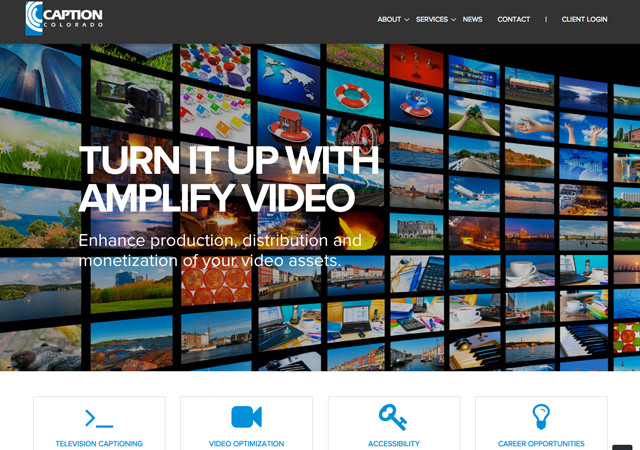 CAPTION
COLORADO
ABOUT SERVICES NEWS CONTACT | CLIENT LOGIN
TURN IT UP WITH
AMPLIFY VIDEO
Enhance production, distribution and
monetization of your video assets.
TELEVISION CAPTIONING VIDEO OPTIMIZATION ACCESSIBILITY CAREER OPPORTUNITIES